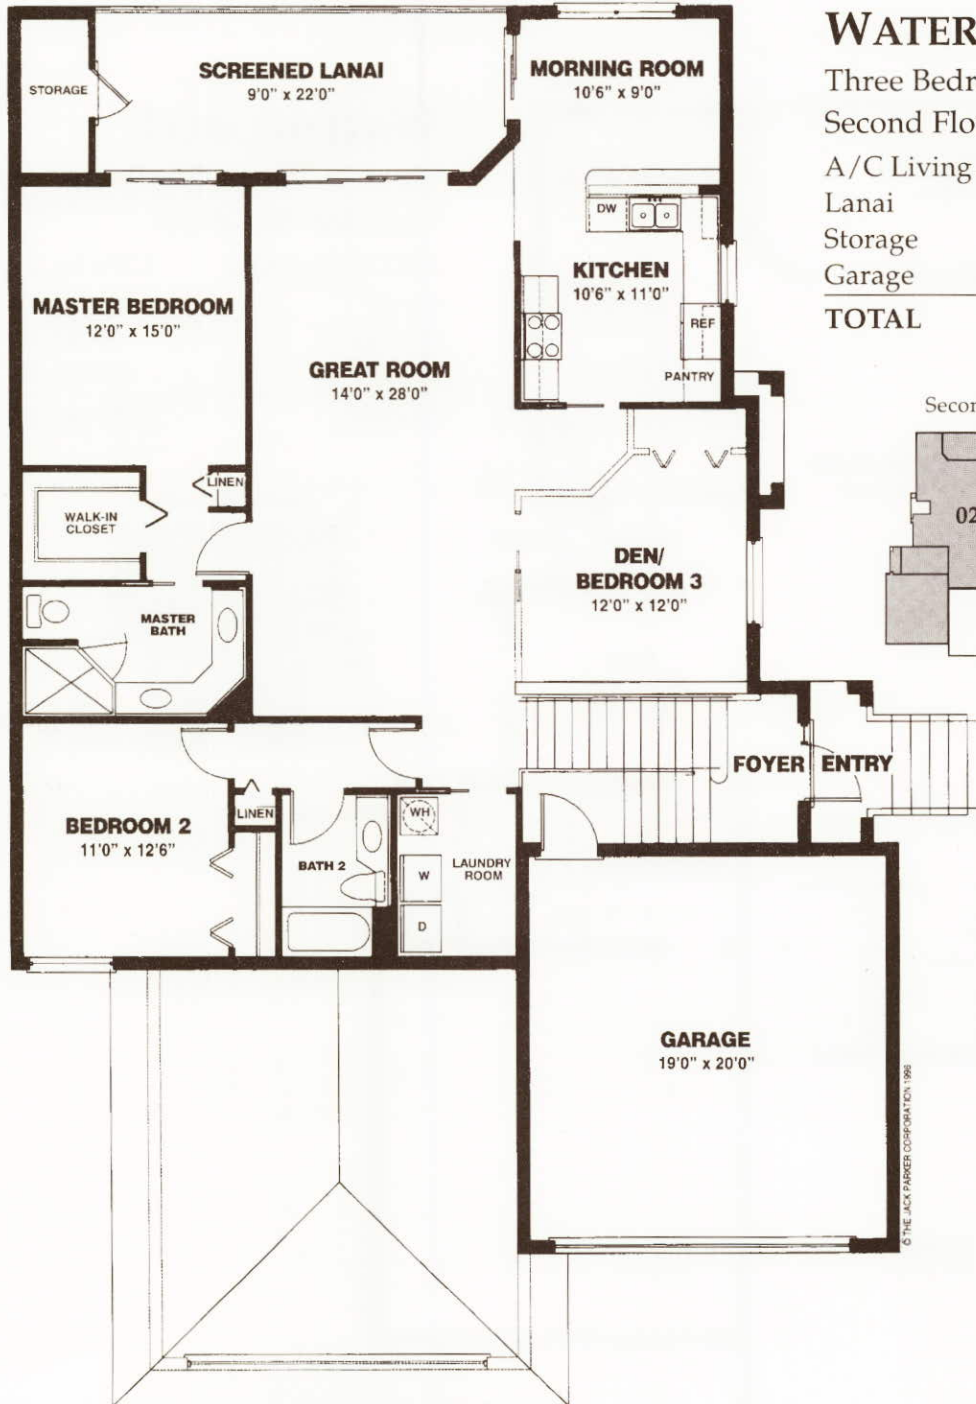 WATER
Three Bedr
Second Flo
A/C Living
Lanai
Storage
Garage
TOTAL
Secon
02
STORAGE
SCREENED LANAI
9'0" x 22'0"
MORNING ROOM
10'6" x 9'0"
DW
KITCHEN
10'6" x 11'0"
REF
PANTRY
MASTER BEDROOM
12'0" x 15'0"
GREAT ROOM
14'0" x 28'0"
LINEN
WALK-IN
CLOSET
DEN/
BEDROOM 3
12'0" x 12'0"
MASTER
BATH
FOYER
ENTRY
BEDROOM 2
11'0" x 12'6"
LINEN
BATH 2
WH
W
D
LAUNDRY
ROOM
GARAGE
19'0" x 20'0"
© THE JACK PARKER CORPORATION 1996